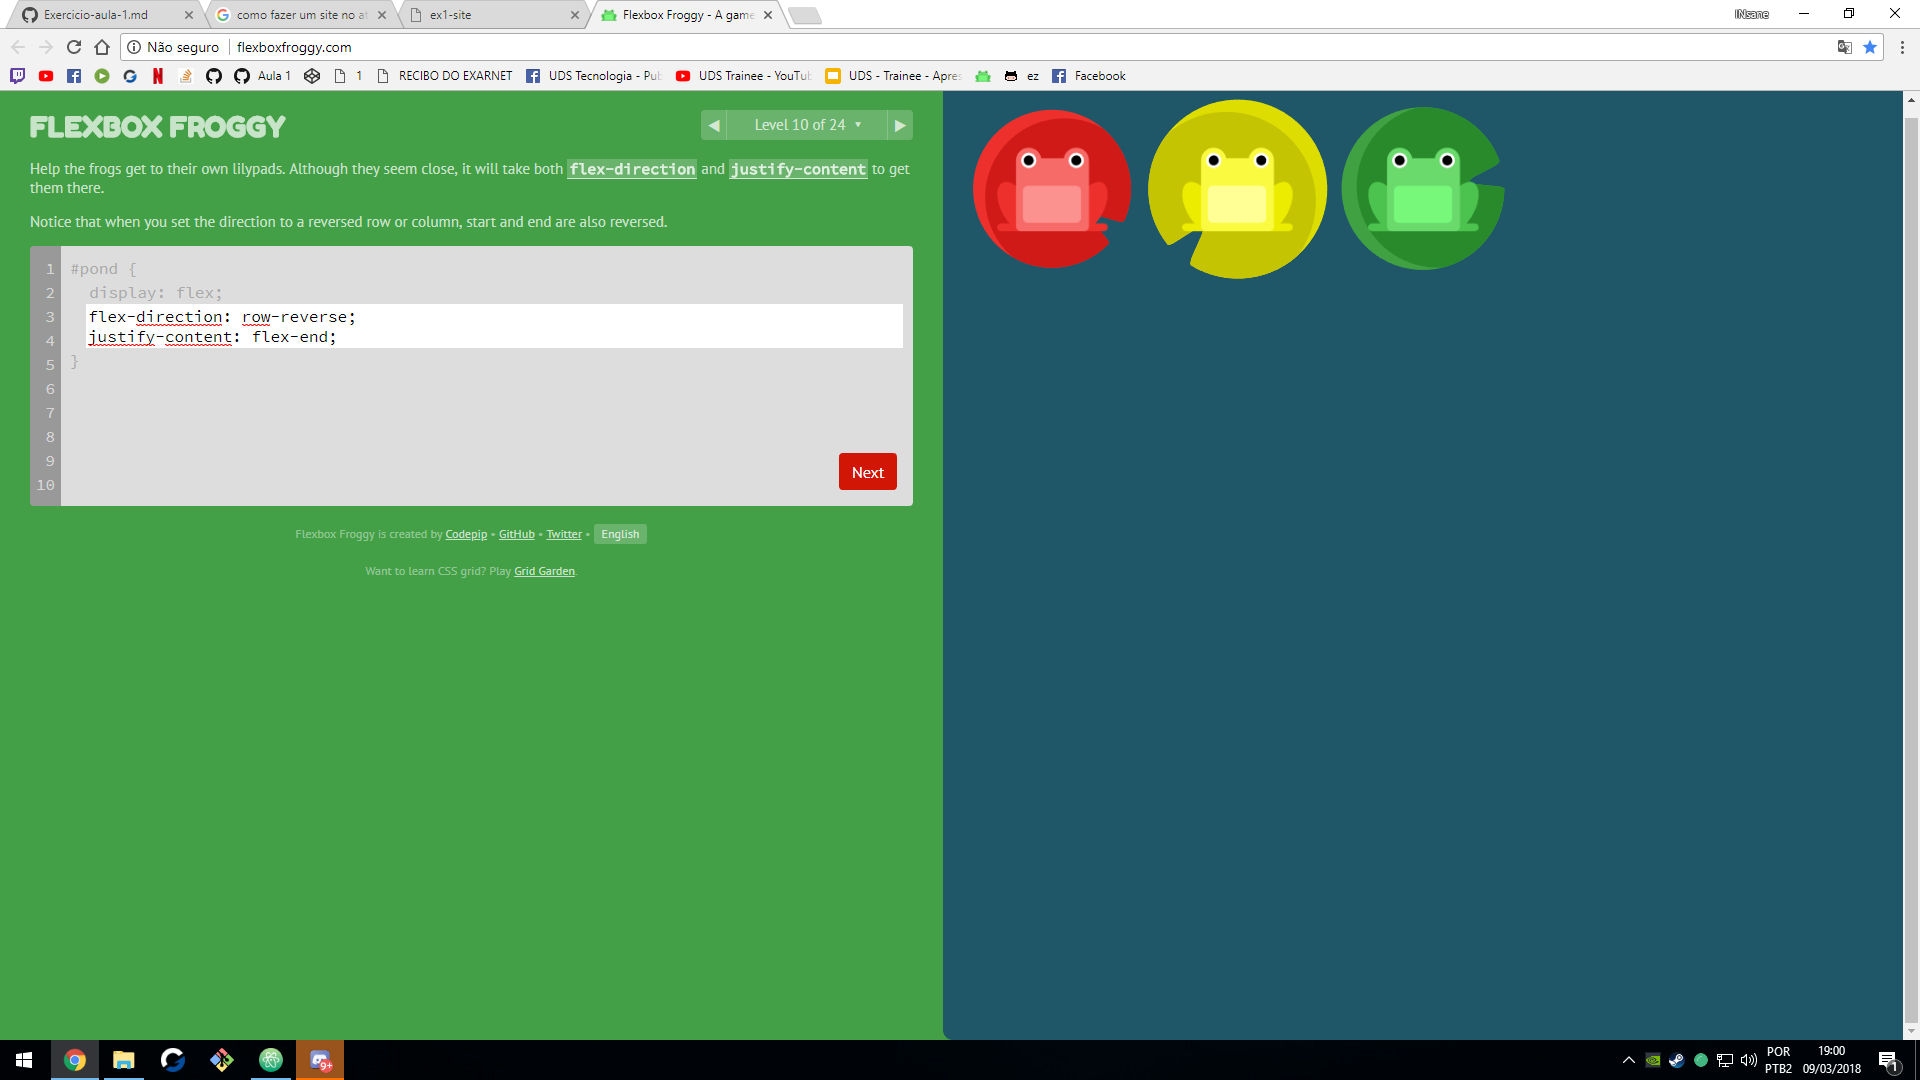 Exercicio-aula-1.md
como fazer um site no at
ex1-site
Flexbox Froggy - A game
INsane
Não seguro
flexboxfroggy.com
Aula 1
1
RECIBO DO EXARNET
UDS Tecnologia - Pub
UDS Trainee - YouTub
UDS - Trainee - Apres
ez
Facebook
FLEXBOX FROGGY
◀ Level 10 of 24 ▼ ▶
Help the frogs get to their own lilypads. Although they seem close, it will take both flex-direction and justify-content to get
them there.
Notice that when you set the direction to a reversed row or column, start and end are also reversed.
1 #pond {
2 display: flex;
3 flex-direction: row-reverse;
4 justify-content: flex-end;
5 }
6
7
8
9
10
Next
Flexbox Froggy is created by Codepip • GitHub • Twitter • English
Want to learn CSS grid? Play Grid Garden.
9+
POR
PTB2
19:00
09/03/2018
1